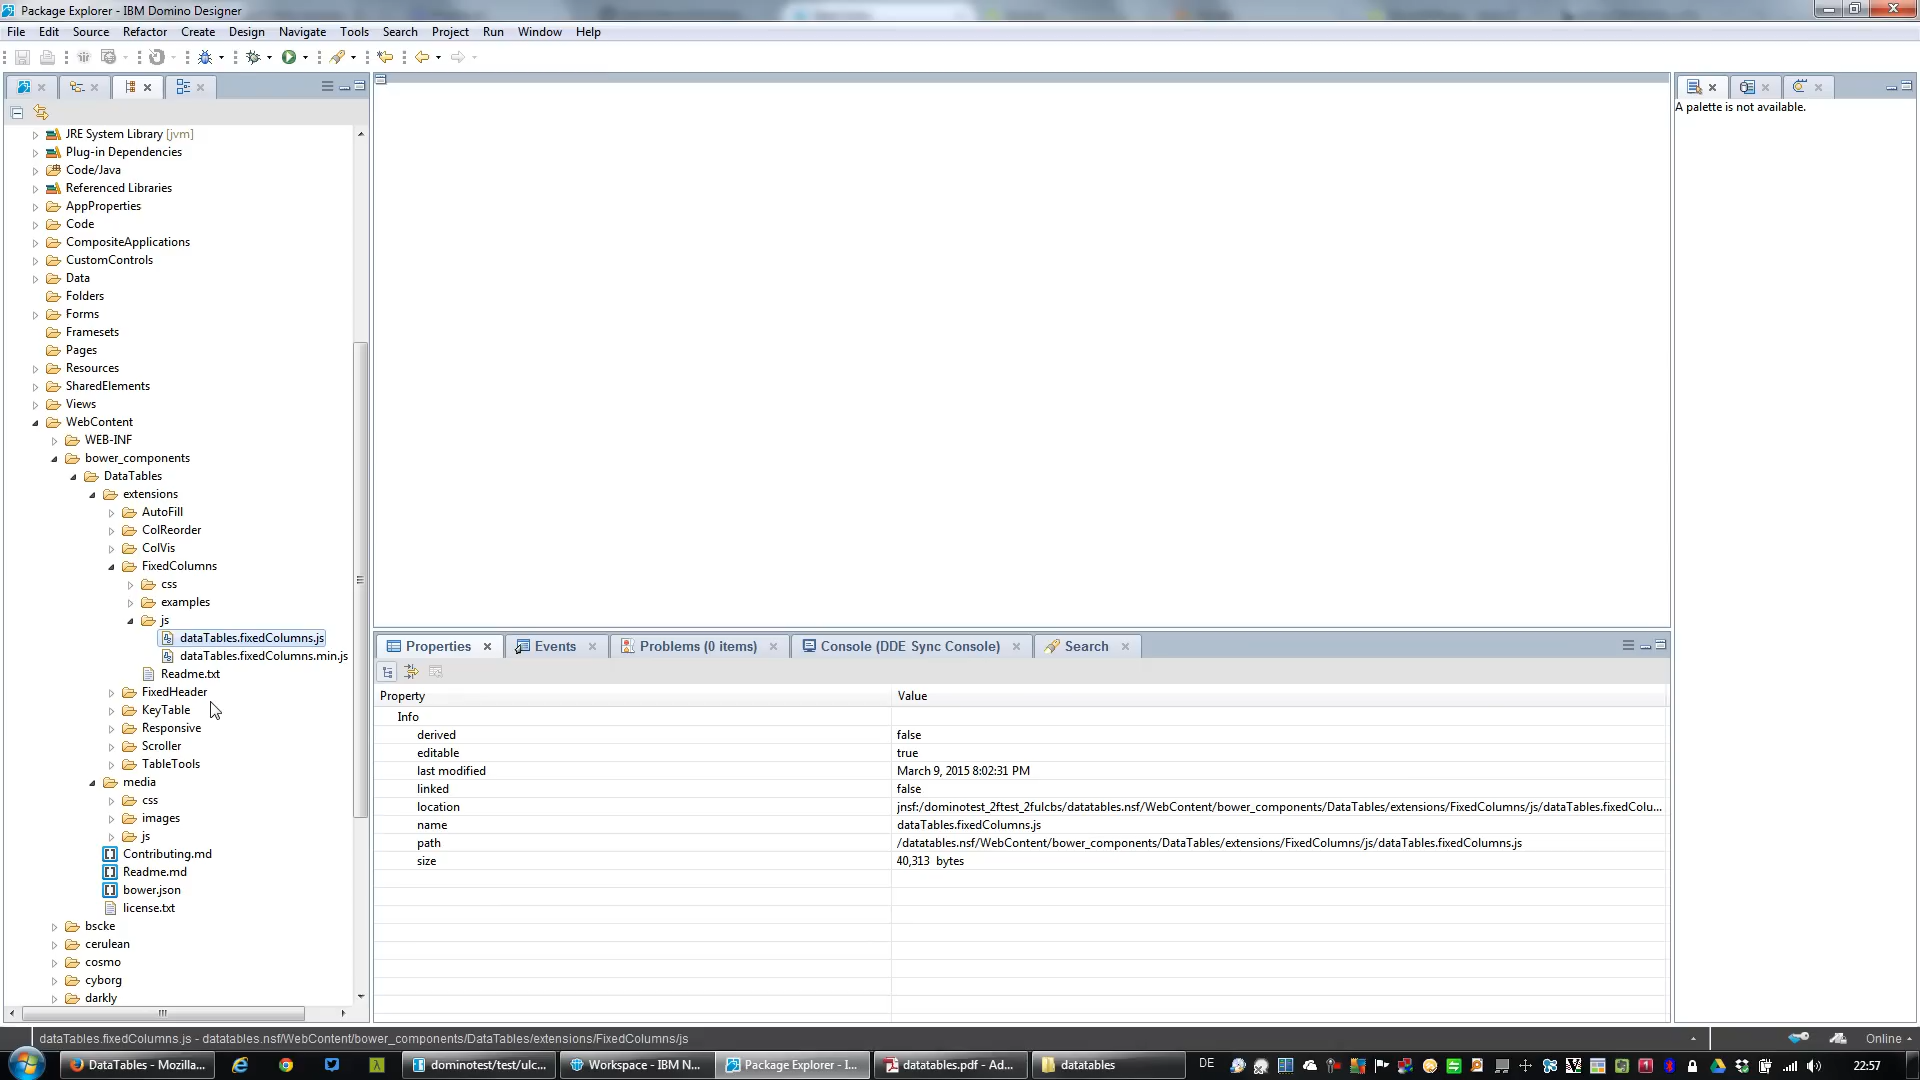 Package Explorer - IBM Domino Designer
File Edit Source Refactor Create Design Navigate Tools Search Project Run Window Help
A palette is not available.
JRE System Library [jvm]
Plug-in Dependencies
Code/Java
Referenced Libraries
AppProperties
Code
CompositeApplications
CustomControls
Data
Folders
Forms
Framesets
Pages
Resources
SharedElements
Views
WebContent
WEB-INF
bower_components
DataTables
extensions
AutoFill
ColReorder
ColVis
FixedColumns
css
examples
js
dataTables.fixedColumns.js
dataTables.fixedColumns.min.js
Readme.txt
FixedHeader
KeyTable
Responsive
Scroller
TableTools
media
css
images
js
Contributing.md
Readme.md
bower.json
license.txt
bscke
cerulean
cosmo
cyborg
darkly
Properties Events Problems (0 items) Console (DDE Sync Console) Search
Property Value
Info
derived false
editable true
last modified March 9, 2015 8:02:31 PM
linked false
location jnsf:/dominotest_2ftest_2fulcbs/datatables.nsf/WebContent/bower_components/DataTables/extensions/FixedColumns/js/dataTables.fixedColu...
name dataTables.fixedColumns.js
path /datatables.nsf/WebContent/bower_components/DataTables/extensions/FixedColumns/js/dataTables.fixedColumns.js
size 40,313 bytes
dataTables.fixedColumns.js - datatables.nsf/WebContent/bower_components/DataTables/extensions/FixedColumns/js
Online
DataTables - Mozilla... dominotest/test/ulc... Workspace - IBM N... Package Explorer - I... datatables.pdf - Ad... datatables DE 22:57